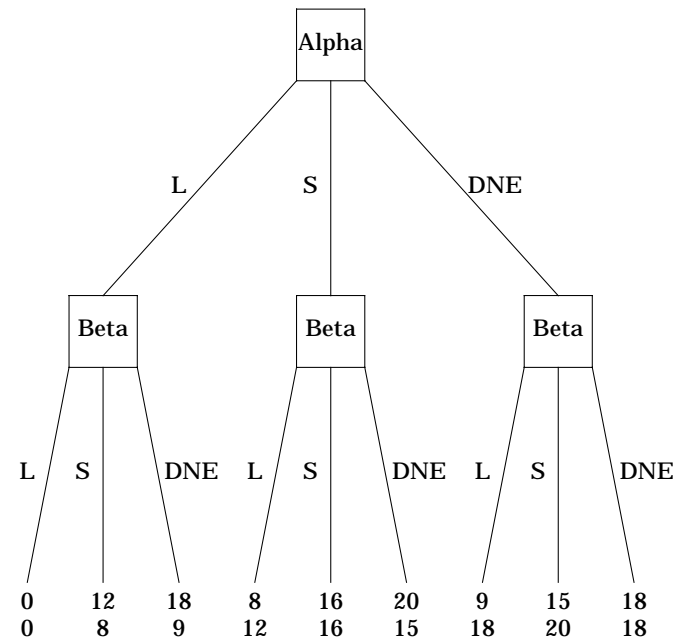 Alpha
L S DNE
Beta Beta Beta
L S DNE L S DNE L S DNE
0 12 18 8 16 20 9 15 18
0 8 9 12 16 15 18 20 18